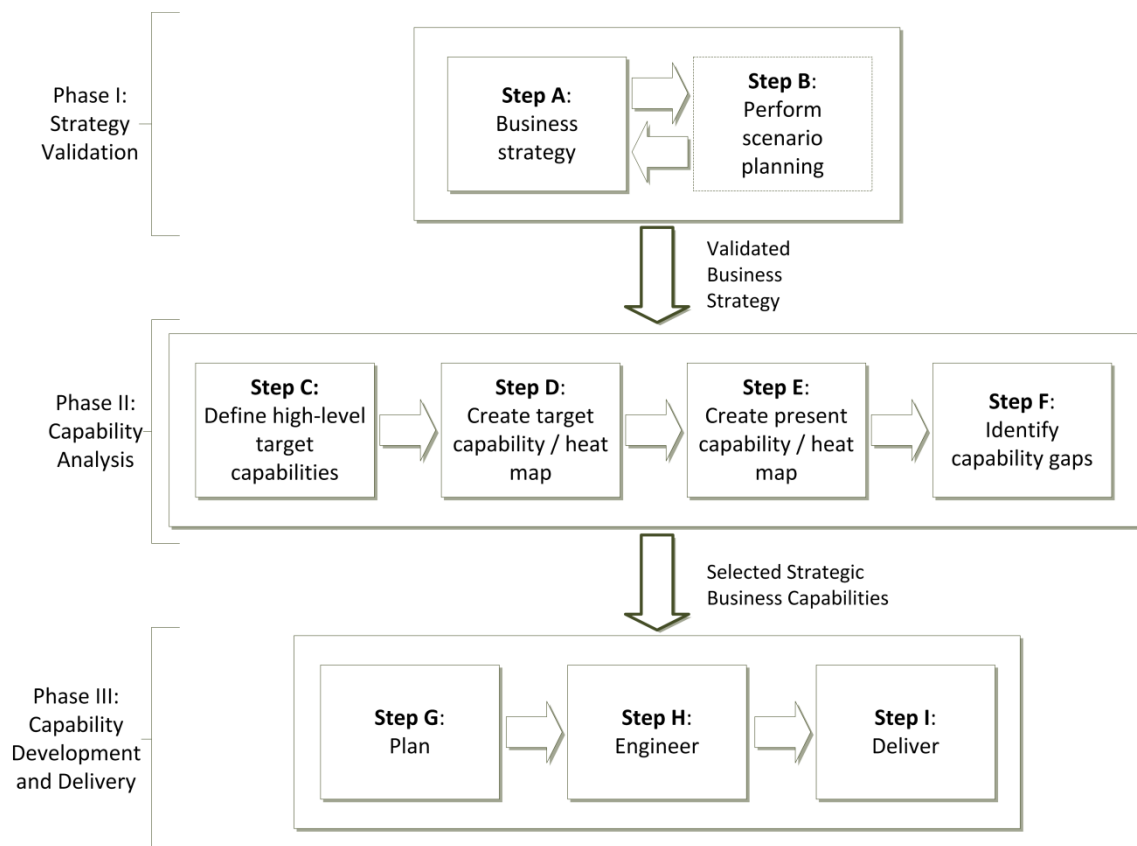 Phase I:
Strategy
Validation
Step A:
Business
strategy
Step B:
Perform
scenario
planning
Validated
Business
Strategy
Phase II:
Capability
Analysis
Step C:
Define high-level
target
capabilities
Step D:
Create target
capability / heat
map
Step E:
Create present
capability / heat
map
Step F:
Identify
capability gaps
Selected Strategic
Business Capabilities
Phase III:
Capability
Development
and Delivery
Step G:
Plan
Step H:
Engineer
Step I:
Deliver